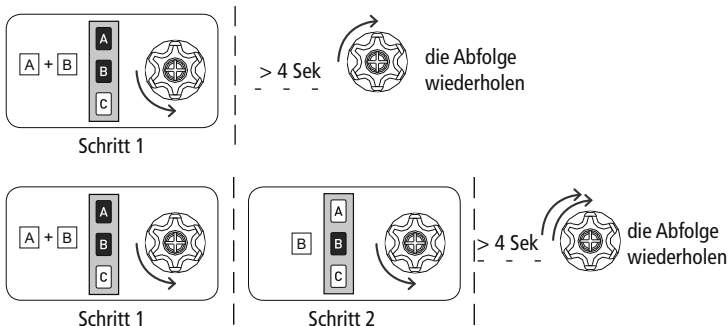 A + B
A
B
C
> 4 Sek
die Abfolge
wiederholen
Schritt 1
A + B
A
B
C
Schritt 1
B
A
B
C
Schritt 2
> 4 Sek
die Abfolge
wiederholen